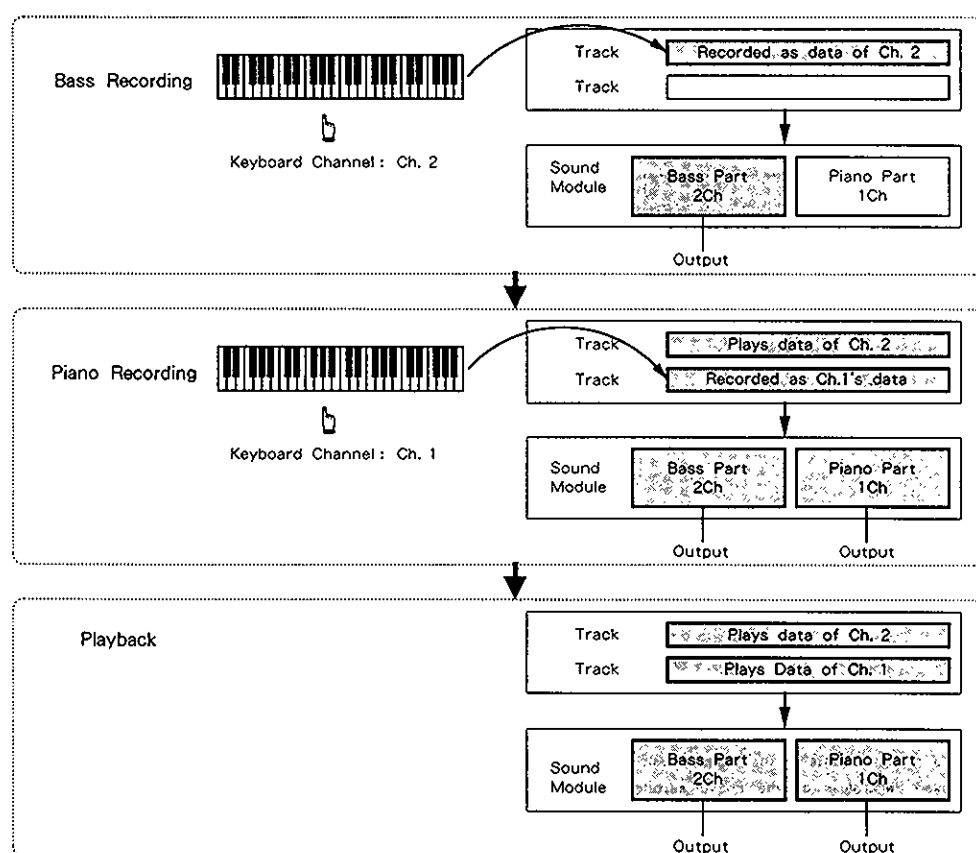 Bass Recording
Keyboard Channel: Ch. 2
Track
Recorded as data of Ch. 2
Track
Sound
Module
Bass Part
2Ch
Piano Part
1Ch
Output
Piano Recording
Keyboard Channel: Ch. 1
Track
Plays data of Ch. 2
Track
Recorded as Ch.1's data
Sound
Module
Bass Part
2Ch
Piano Part
1Ch
Output
Output
Playback
Track
Plays data of Ch. 2
Track
Plays Data of Ch. 1
Sound
Module
Bass Part
2Ch
Piano Part
1Ch
Output
Output